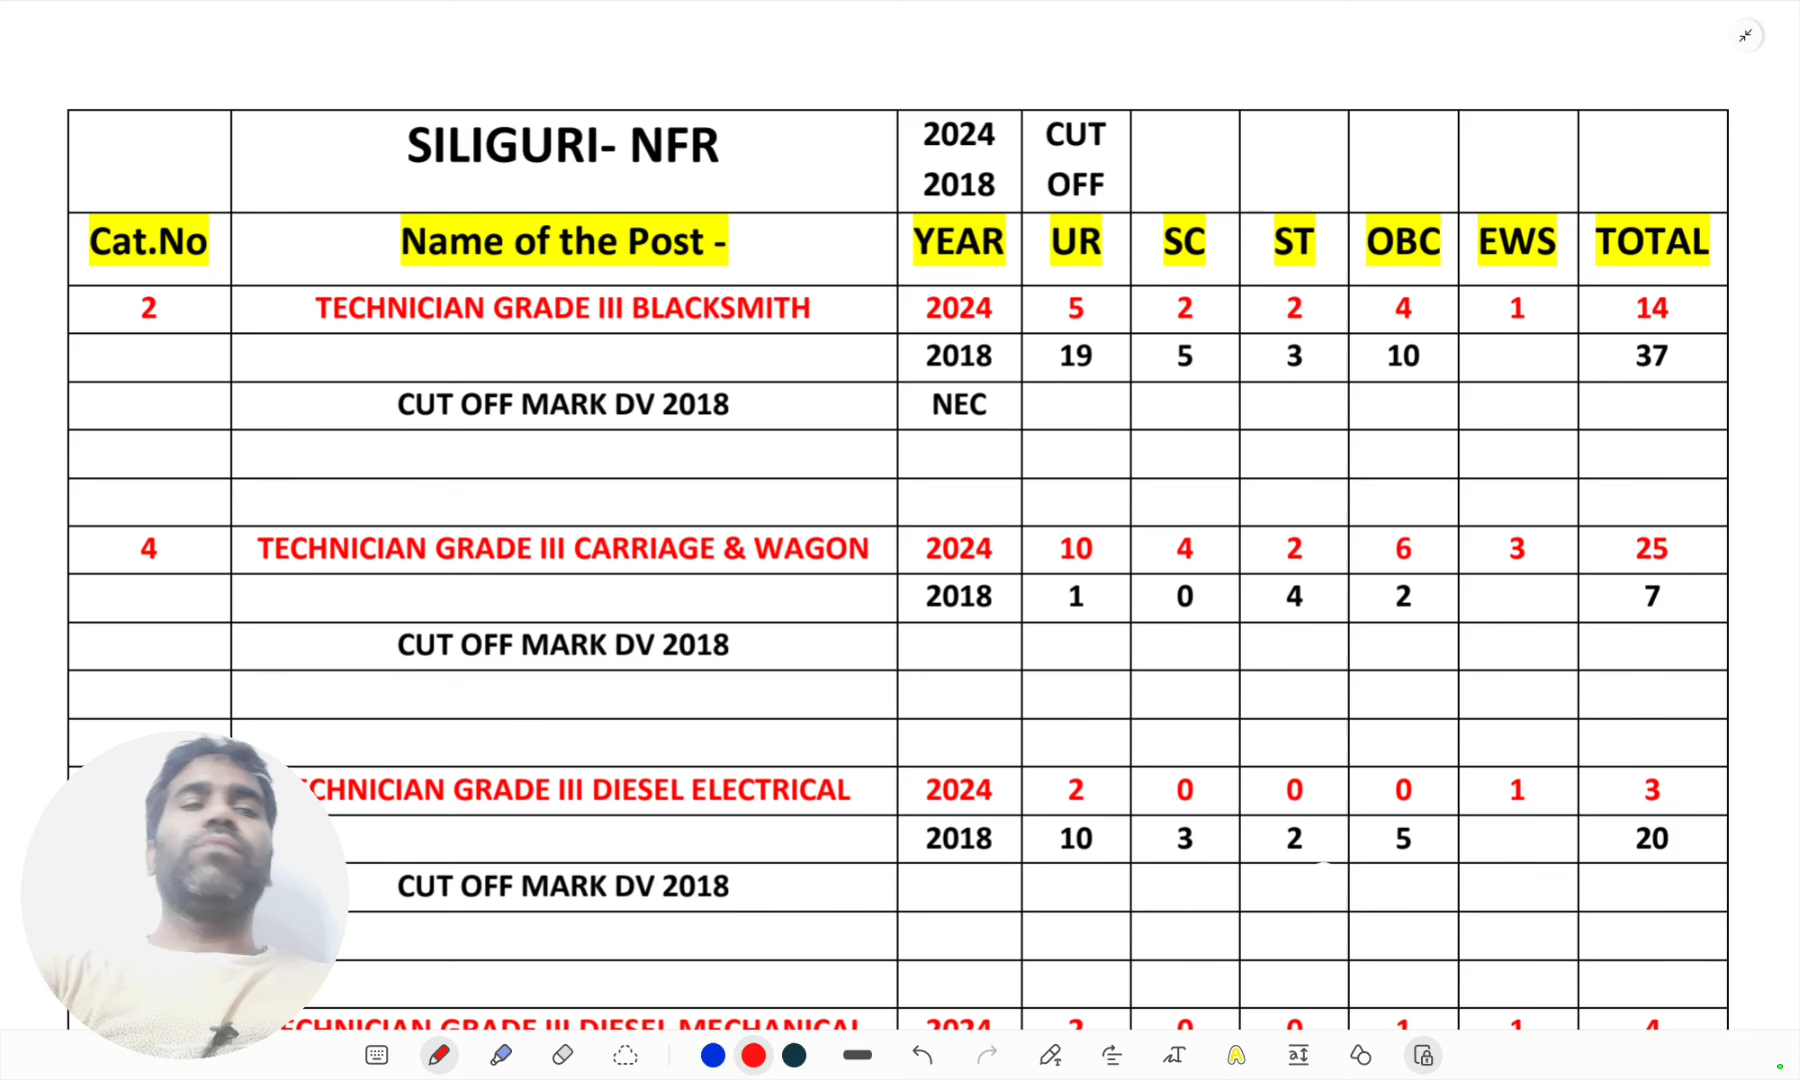 SILIGURI- NFR 2024 2018 CUT OFF
Cat.No Name of the Post - YEAR UR SC ST OBC EWS TOTAL
2 TECHNICIAN GRADE III BLACKSMITH 2024 5 2 2 4 1 14
2018 19 5 3 10 37
CUT OFF MARK DV 2018 NEC
4 TECHNICIAN GRADE III CARRIAGE & WAGON 2024 10 4 2 6 3 25
2018 1 0 4 2 7
CUT OFF MARK DV 2018
CHNICIAN GRADE III DIESEL ELECTRICAL 2024 2 0 0 0 1 3
2018 10 3 2 5 20
CUT OFF MARK DV 2018
ECHNICIAN GRADE III DIESEL MECHANICAL 2024 2 0 0 1 1 4